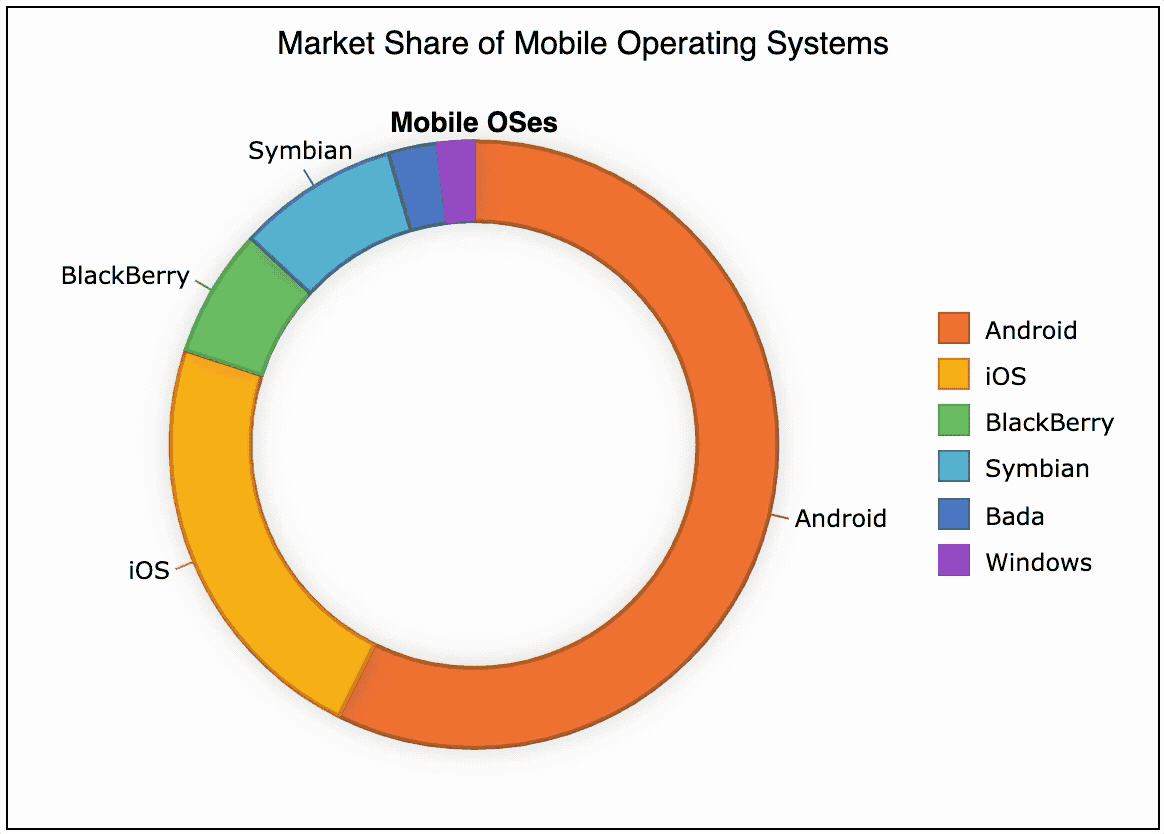 Market Share of Mobile Operating Systems
Mobile OSes
Symbian
BlackBerry
iOS
Android
Android
iOS
BlackBerry
Symbian
Bada
Windows